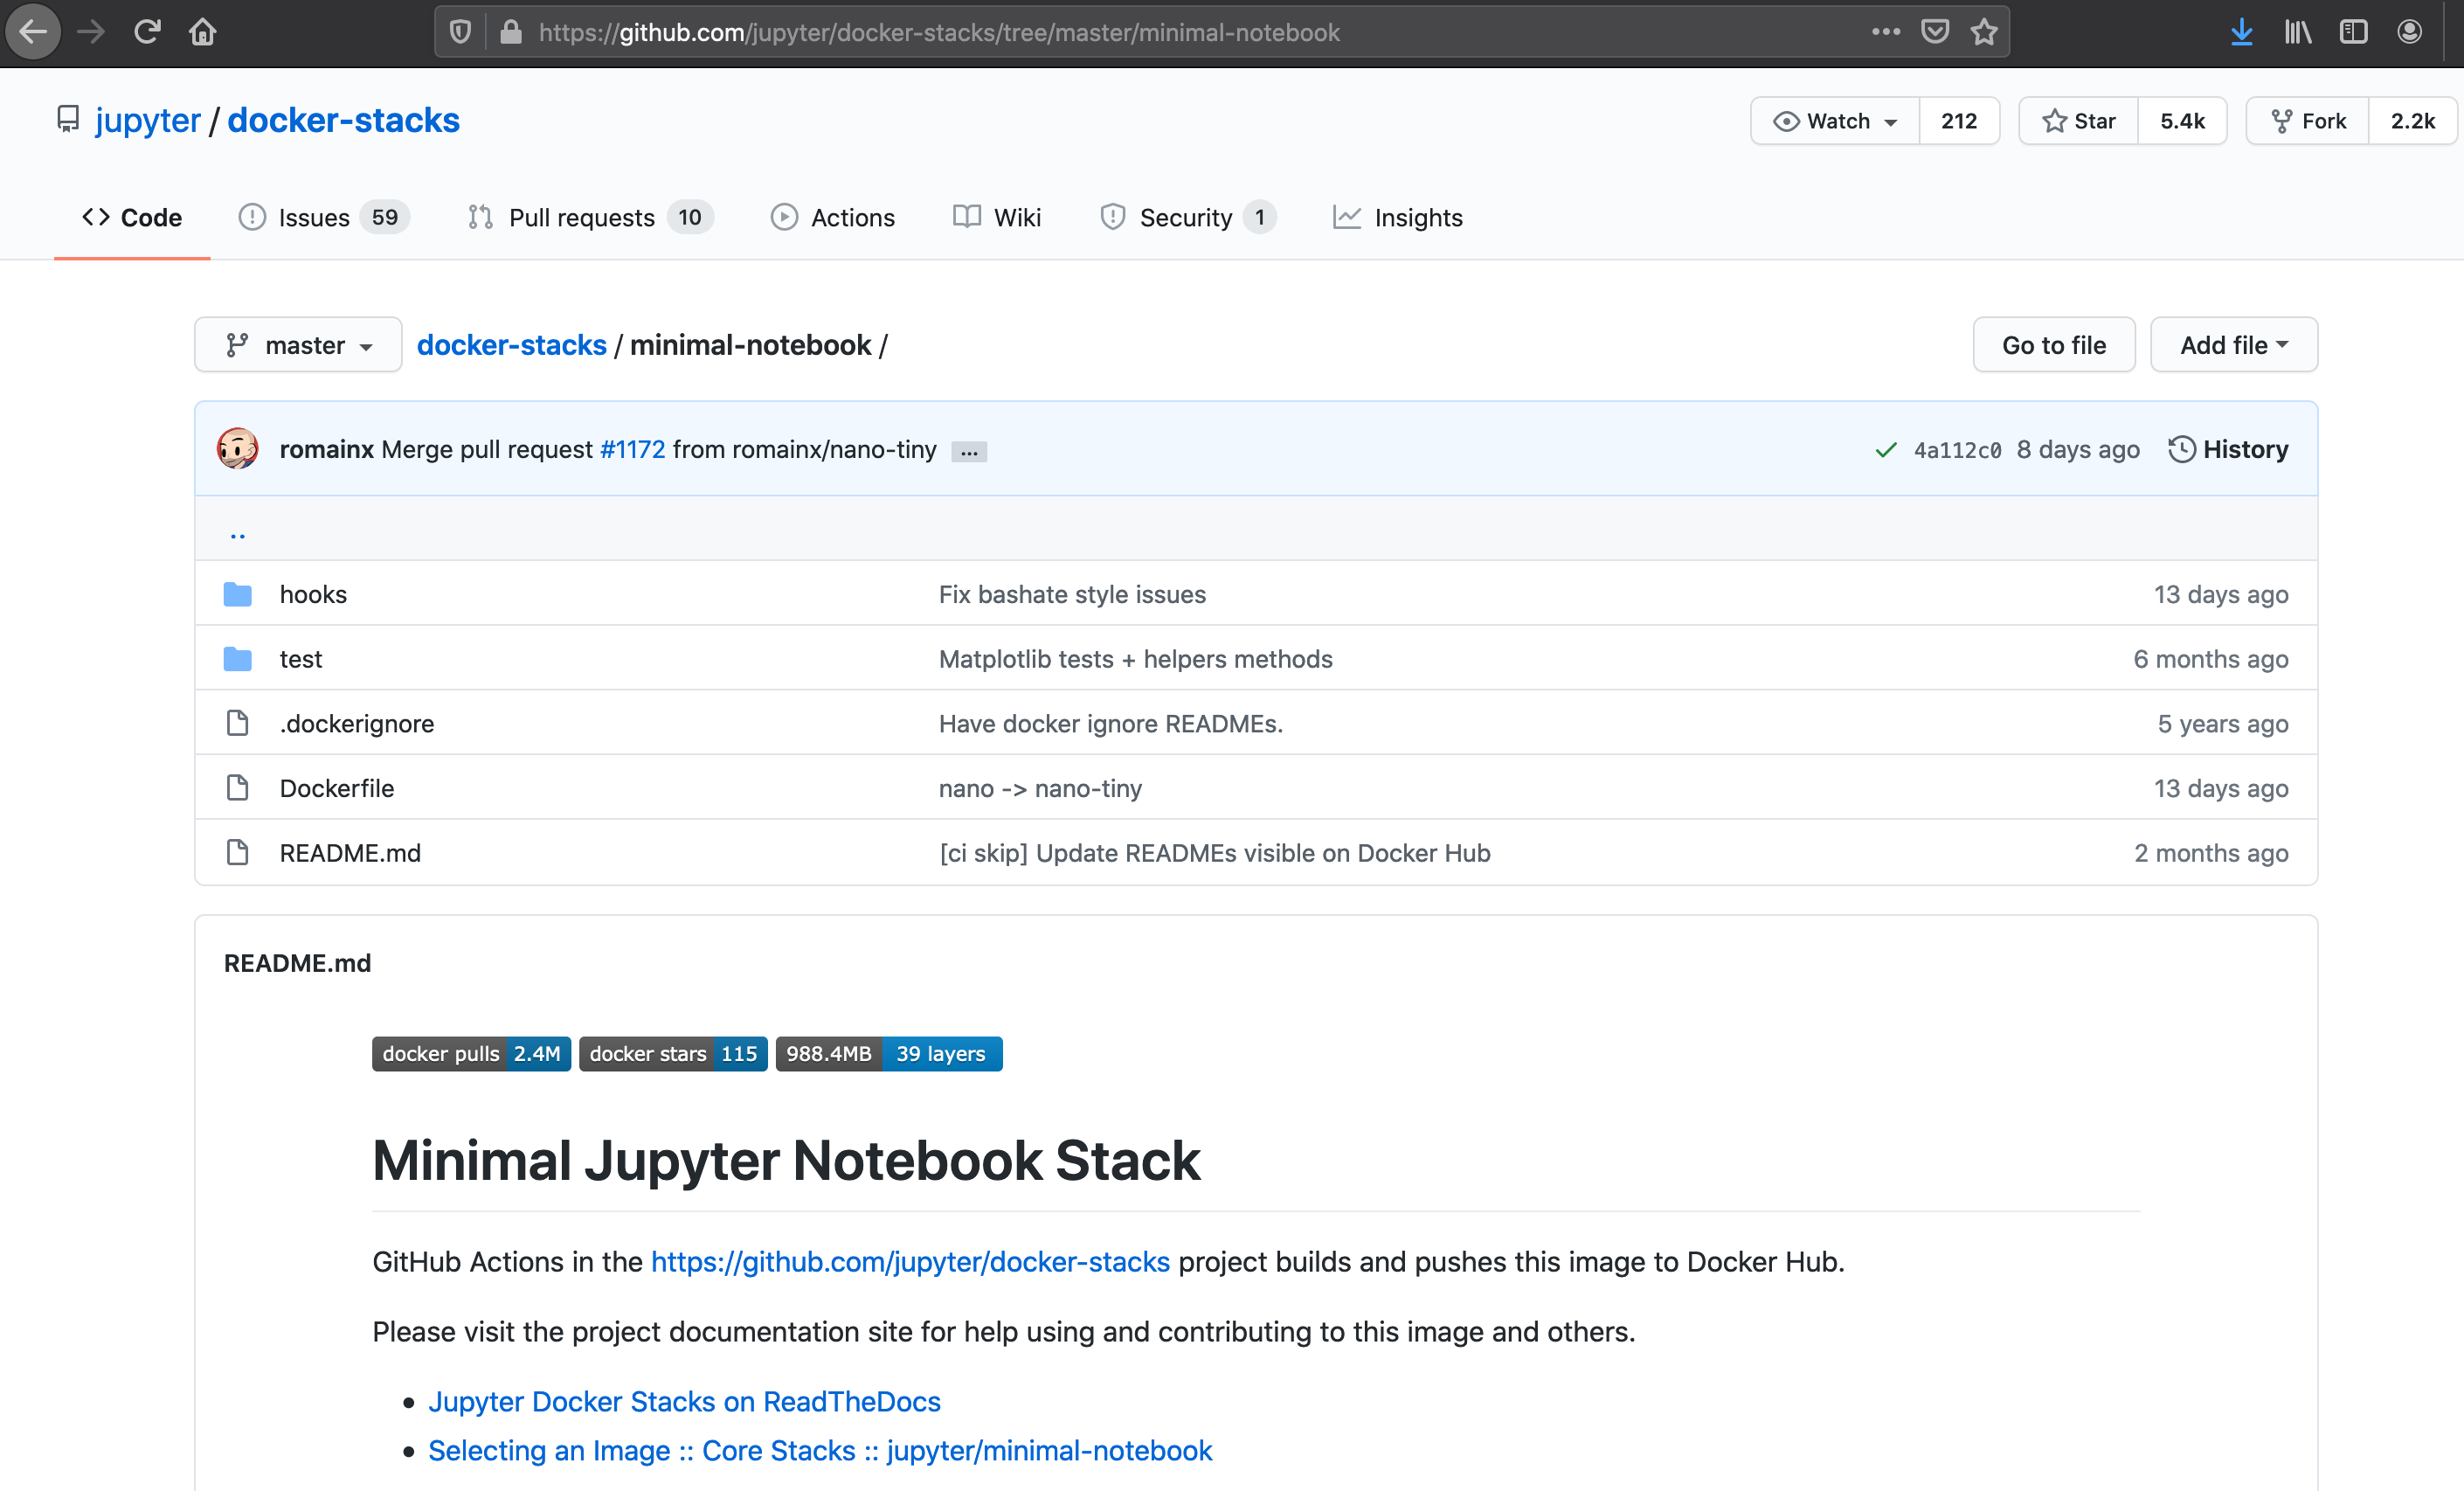 https://github.com/jupyter/docker-stacks/tree/master/minimal-notebook
jupyter / docker-stacks
Watch 212 Star 5.4k Fork 2.2k
Code Issues 59 Pull requests 10 Actions Wiki Security 1 Insights
master docker-stacks / minimal-notebook / Go to file Add file
romainx Merge pull request #1172 from romainx/nano-tiny ... 4a112c0 8 days ago History
..
hooks Fix bashate style issues 13 days ago
test Matplotlib tests + helpers methods 6 months ago
.dockerignore Have docker ignore READMEs. 5 years ago
Dockerfile nano -> nano-tiny 13 days ago
README.md [ci skip] Update READMEs visible on Docker Hub 2 months ago
README.md
docker pulls 2.4M docker stars 115 988.4MB 39 layers
Minimal Jupyter Notebook Stack
GitHub Actions in the https://github.com/jupyter/docker-stacks project builds and pushes this image to Docker Hub.
Please visit the project documentation site for help using and contributing to this image and others.
• Jupyter Docker Stacks on ReadTheDocs
• Selecting an Image :: Core Stacks :: jupyter/minimal-notebook